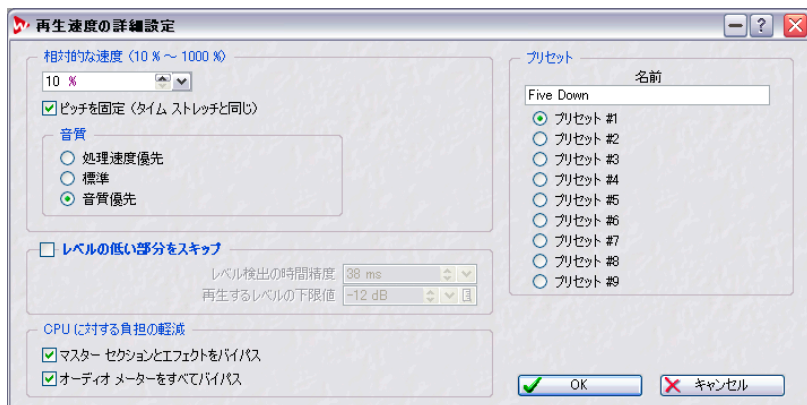 再生速度の詳細設定
相対的な速度 (10 % ～ 1000 %)
10 %
ピッチを固定 (タイム ストレッチと同じ)
音質
処理速度優先
標準
音質優先
レベルの低い部分をスキップ
レベル検出の時間精度 38 ms
再生するレベルの下限値 -12 dB
CPU に対する負担の軽減
マスター セクションとエフェクトをバイパス
オーディオ メーターをすべてバイパス
プリセット
名前
Five Down
プリセット #1
プリセット #2
プリセット #3
プリセット #4
プリセット #5
プリセット #6
プリセット #7
プリセット #8
プリセット #9
OK
キャンセル